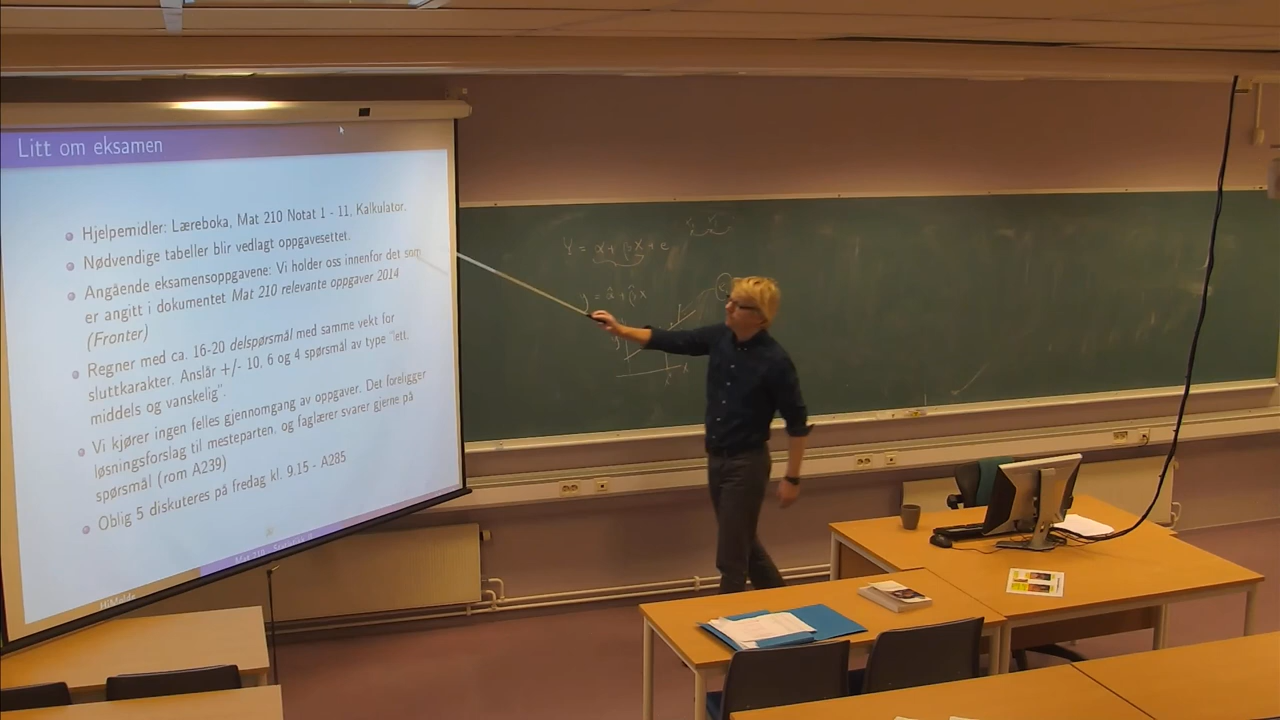 Litt om eksamen
Hjelpemidler: Læreboka, Mat 210 Notat 1 - 11, Kalkulator.
Nødvendige tabeller blir vedlagt oppgavesettet.
Angående eksamensoppgavene: Vi holder oss innenfor det som
er angitt i dokumentet Mat 210 relevante oppgaver 2014
(Fronter)
Regner med ca. 16-20 delspørsmål med samme vekt for
sluttkarakter. Anslår +/- 10, 6 og 4 spørsmål av type "lett,
middels og vanskelig".
Vi kjører ingen felles gjennomgang av oppgaver. Det foreligger
løsningsforslag til mesteparten, og faglærer svarer gjerne på
spørsmål (rom A239)
Oblig 5 diskuteres på fredag kl. 9.15 - A285
HiMolde
Y = α + βx + e